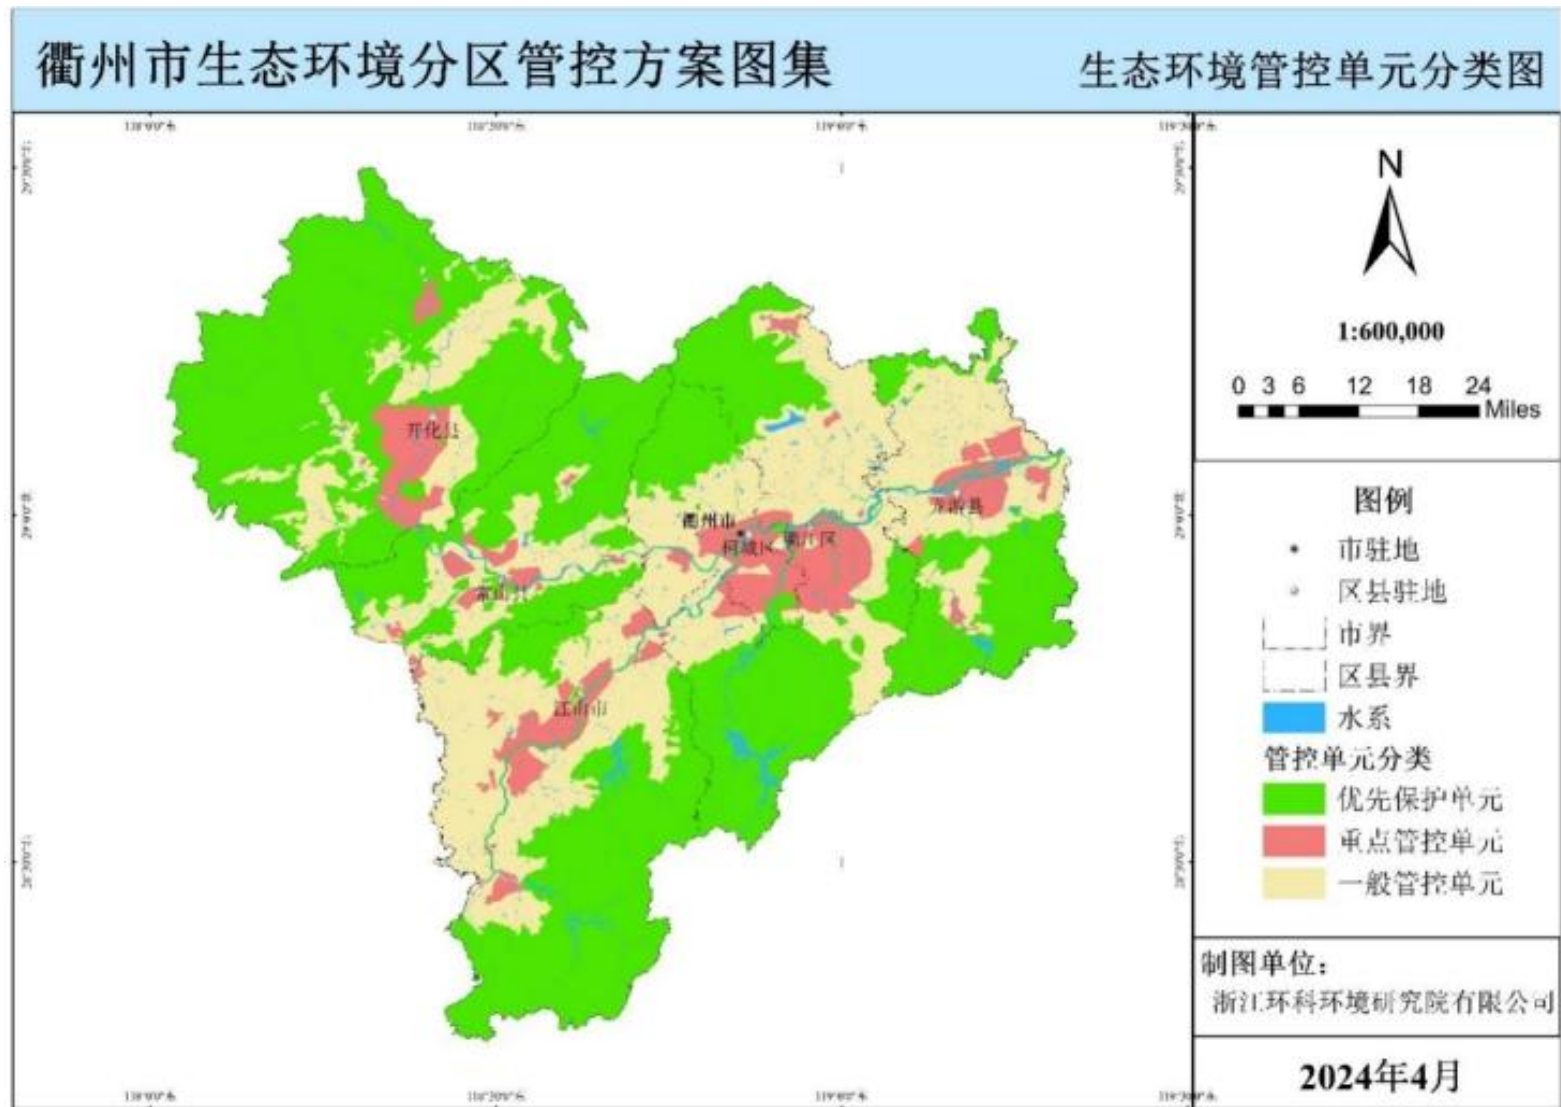 衢州市生态环境分区管控方案图集
生态环境管控单元分类图
N
1:600,000
0 3 6 12 18 24
Miles
图例
市驻地
区县驻地
市界
区县界
水系
管控单元分类
优先保护单元
重点管控单元
一般管控单元
制图单位：
浙江环科环境研究院有限公司
2024年4月
开化县
衢州市
柯城区
衢江区
龙游县
常山县
江山市